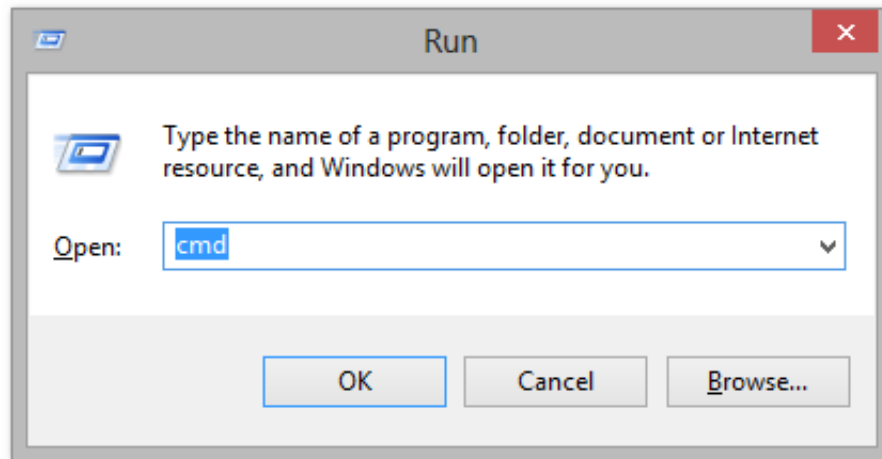 Run
Type the name of a program, folder, document or Internet
resource, and Windows will open it for you.
Open: cmd
OK Cancel Browse...